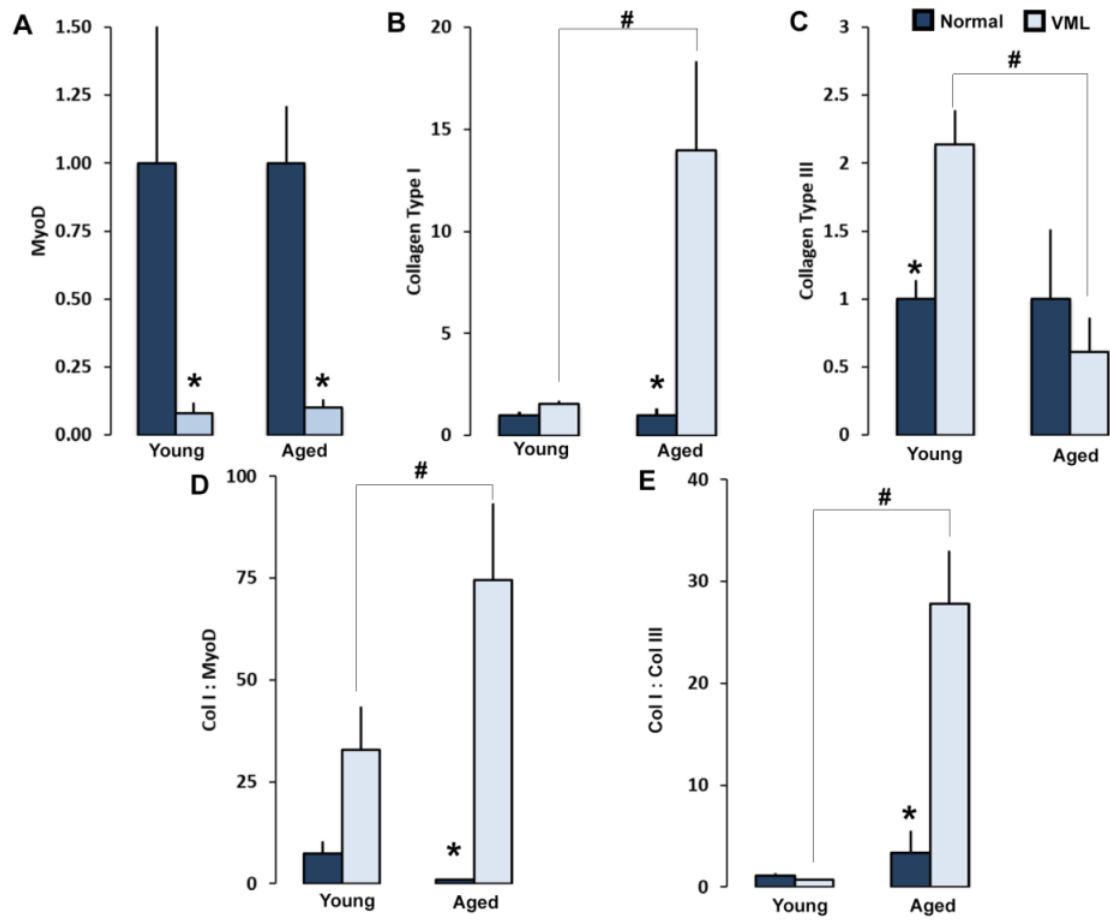 A
MyoD
1.50
1.25
1.00
0.75
0.50
0.25
0.00
*
*
Young Aged
B
Collagen Type I
20
15
10
5
0
#
*
Young Aged
C
Normal VML
Collagen Type III
3
2.5
2
1.5
1
0.5
0
#
*
Young Aged
D
Col I : MyoD
100
75
50
25
0
#
*
Young Aged
E
Col I : Col III
40
30
20
10
0
#
*
Young Aged